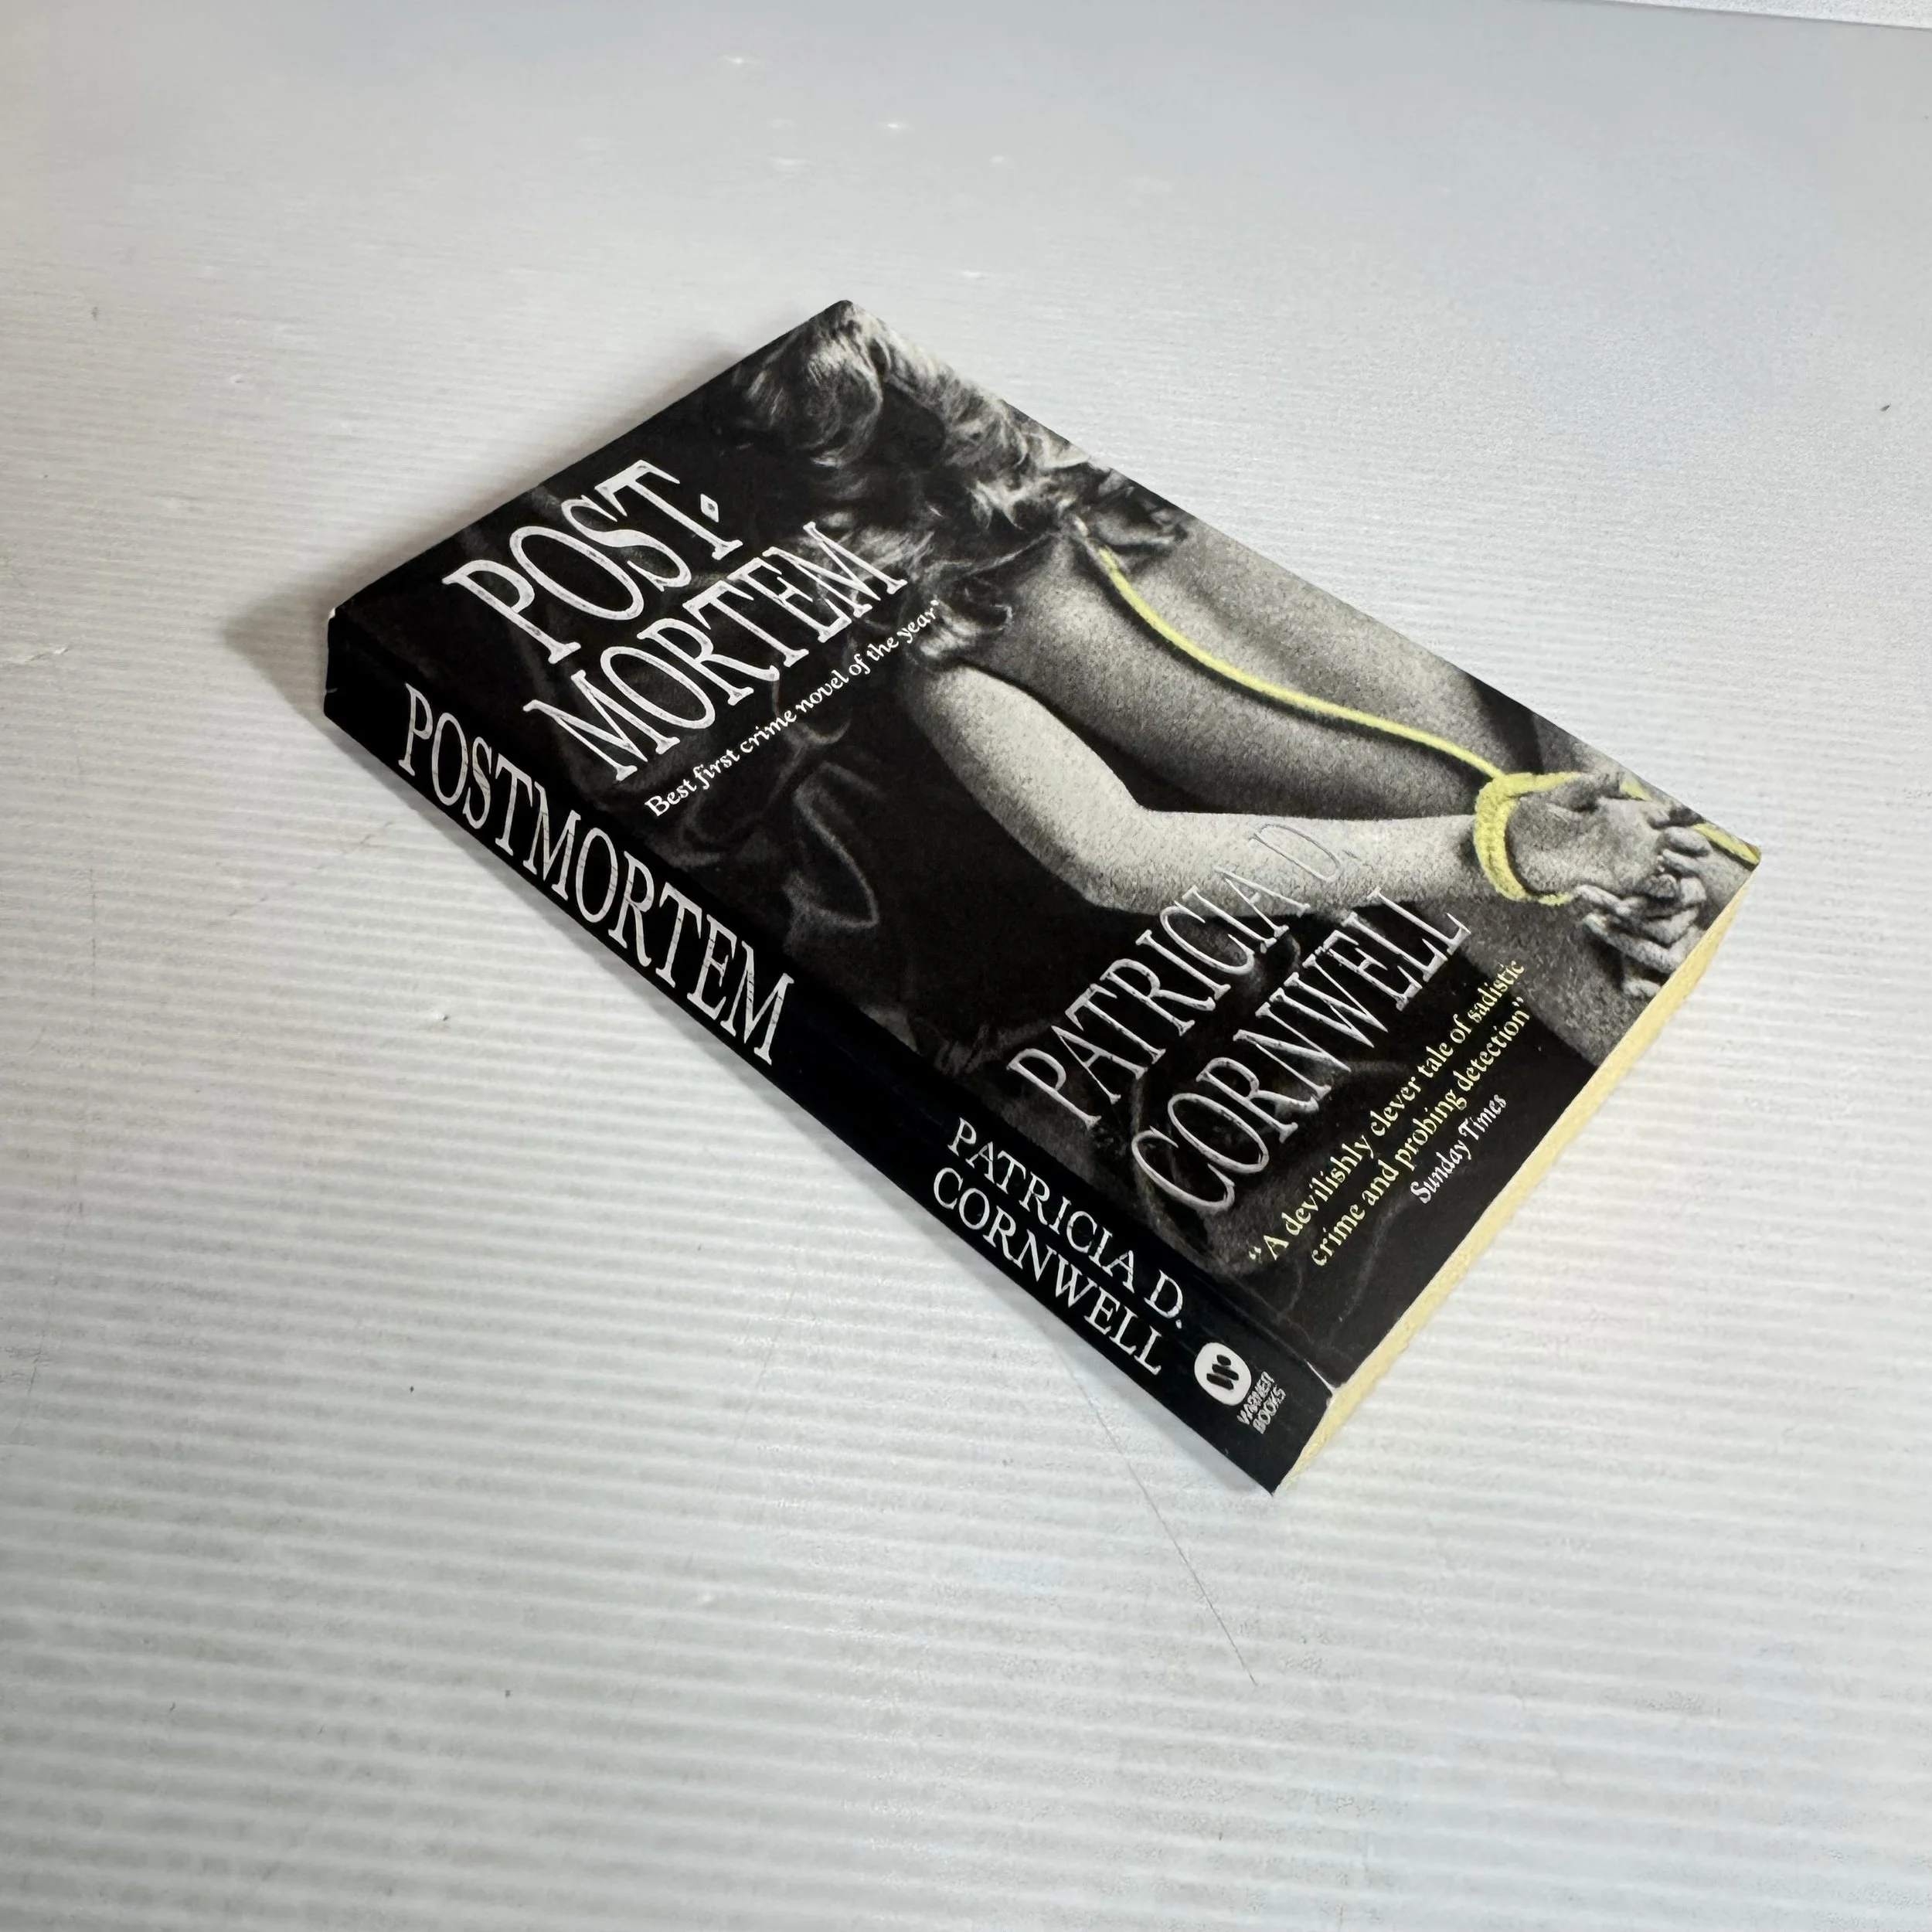 POST·
MORTEM
Best first crime novel of the year'
PATRICIA D.
CORNWELL
"A devilishly clever tale of sadistic
crime and probing detection"
Sunday Times
POSTMORTEM
PATRICIA D.
CORNWELL
WARNER
BOOKS